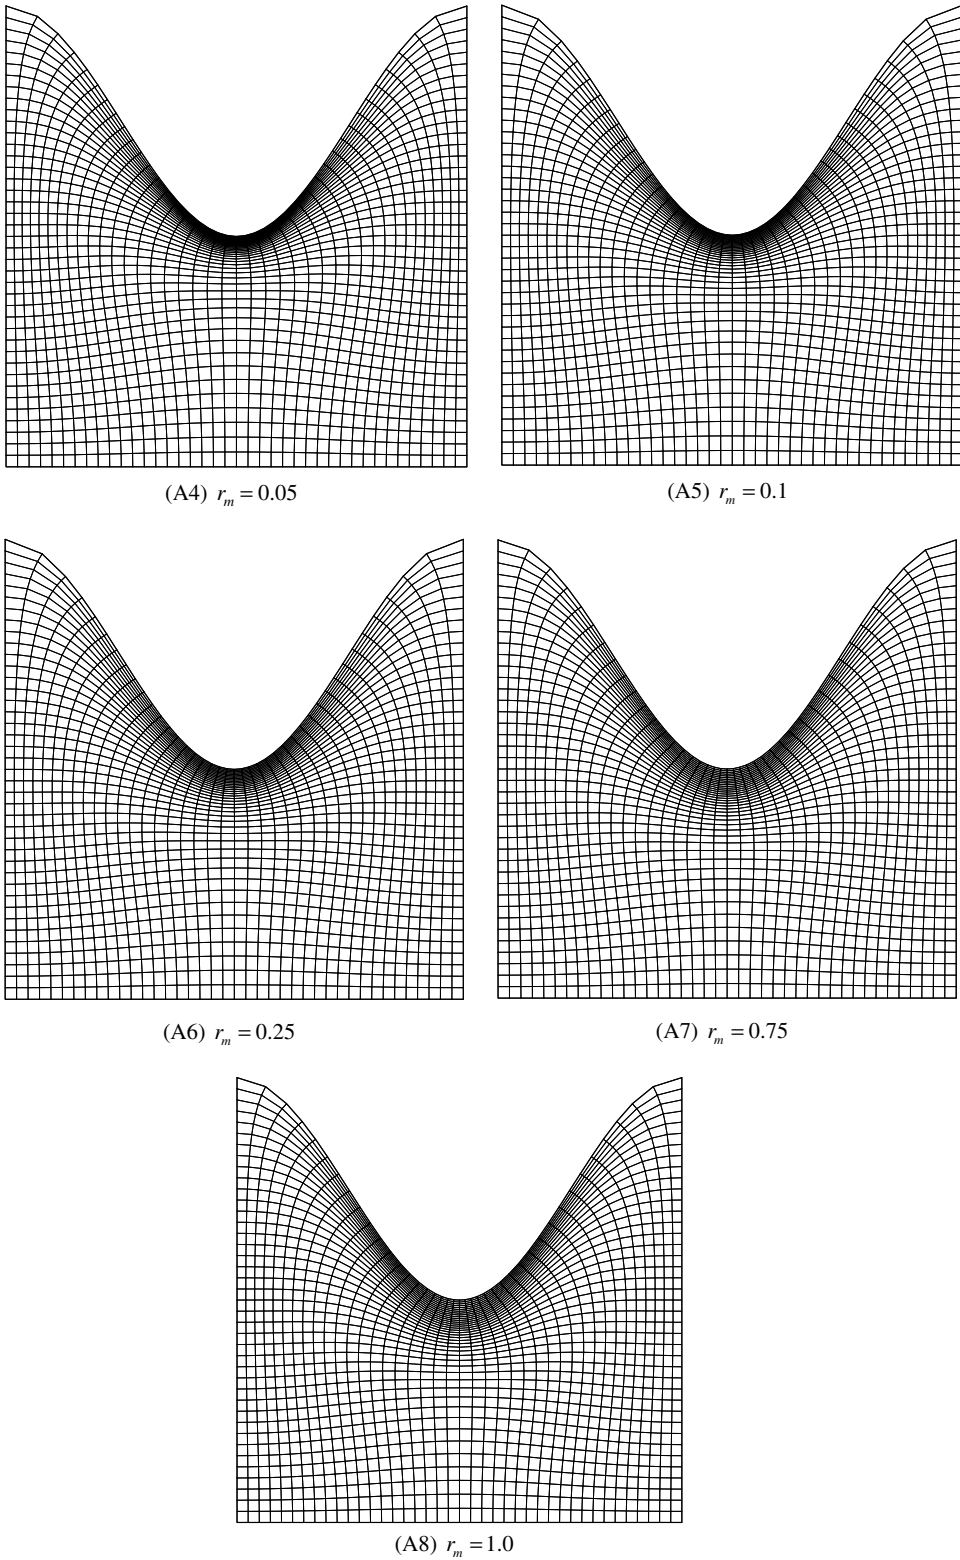 (A4) r_m = 0.05
(A5) r_m = 0.1
(A6) r_m = 0.25
(A7) r_m = 0.75
(A8) r_m = 1.0